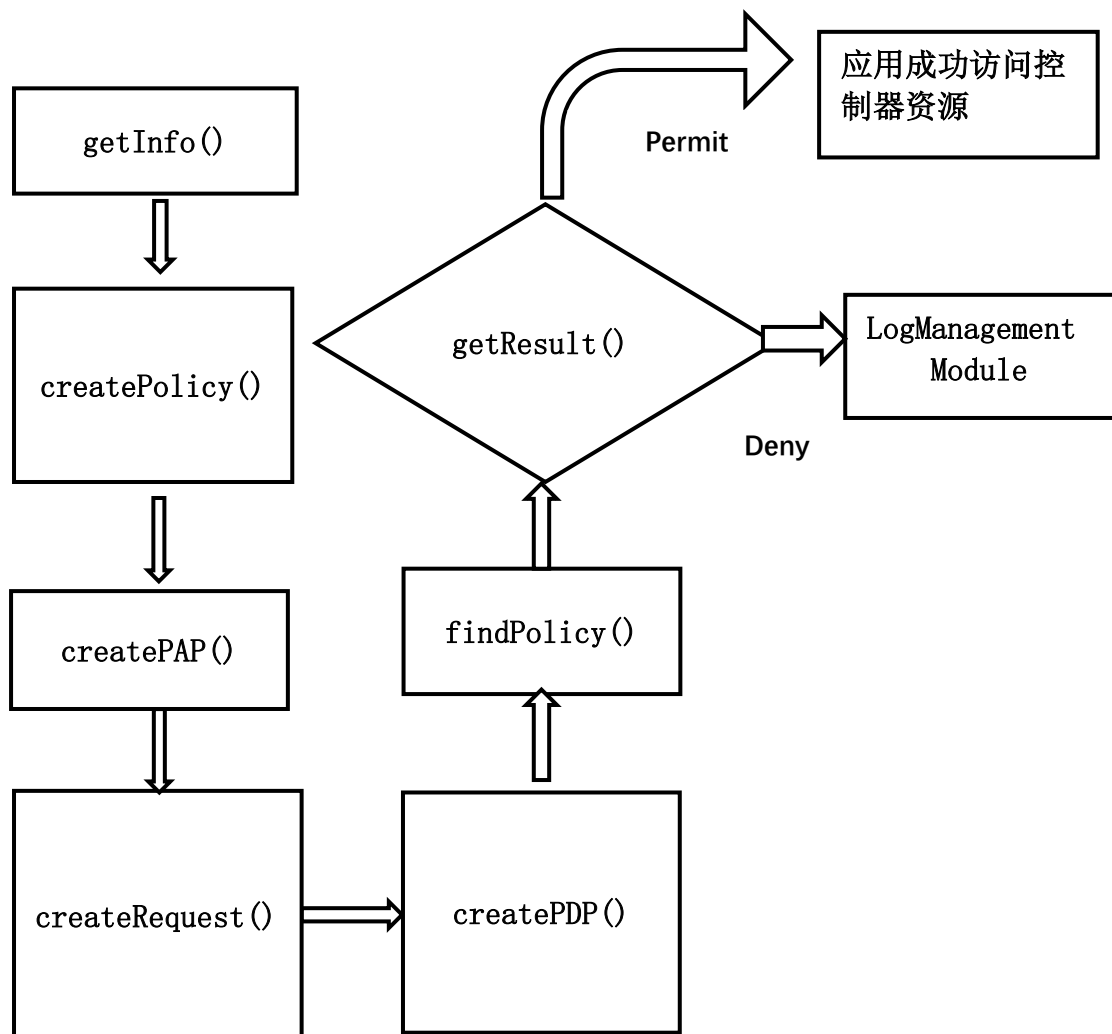 getInfo()
createPolicy()
createPAP()
createRequest()
createPDP()
findPolicy()
getResult()
Permit
应用成功访问控
制器资源
Deny
LogManagement
Module